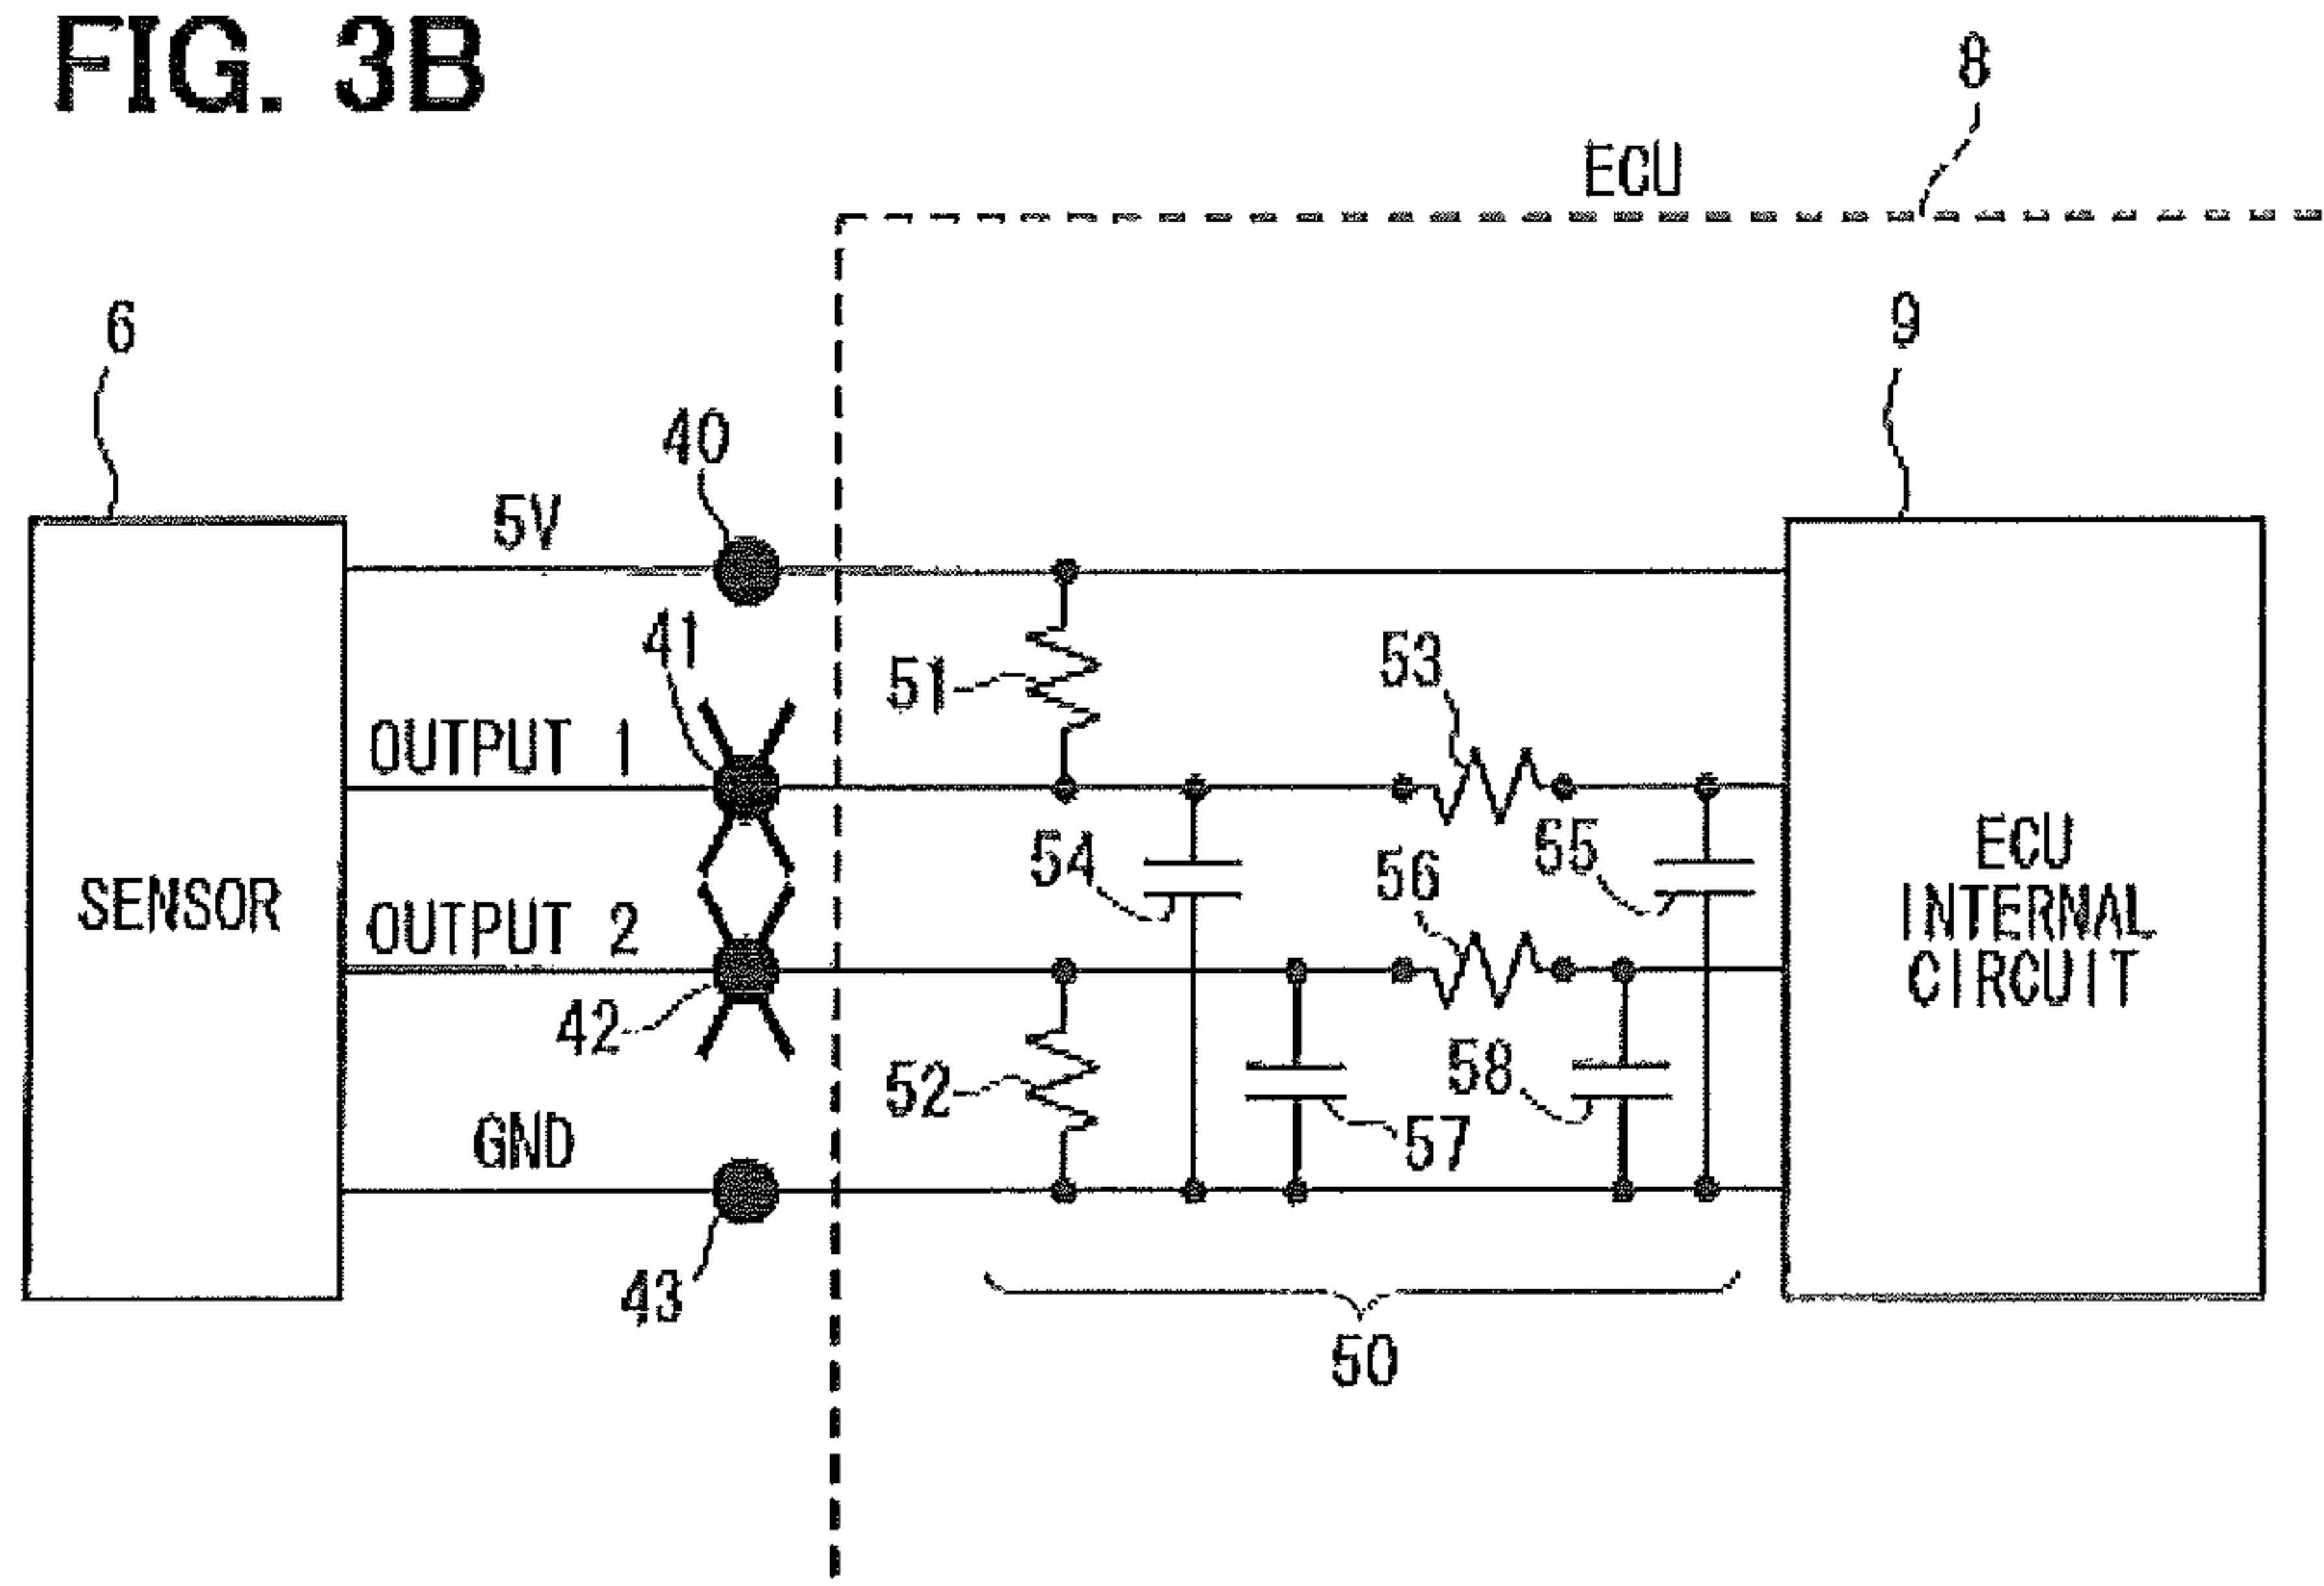 FIG. 3B
8
ECU
6
9
40
5V
41
51
53
OUTPUT 1
54
56
55
ECU
INTERNAL
CIRCUIT
SENSOR
OUTPUT 2
42
52
58
57
GND
43
50